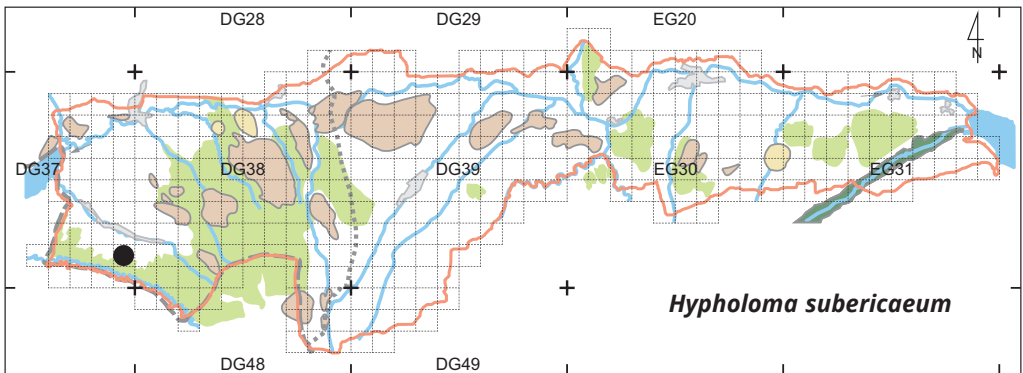 DG28 DG29 EG20
N
DG37 DG38 DG39 EG30 EG31
Hypholoma subericaeum
DG48 DG49